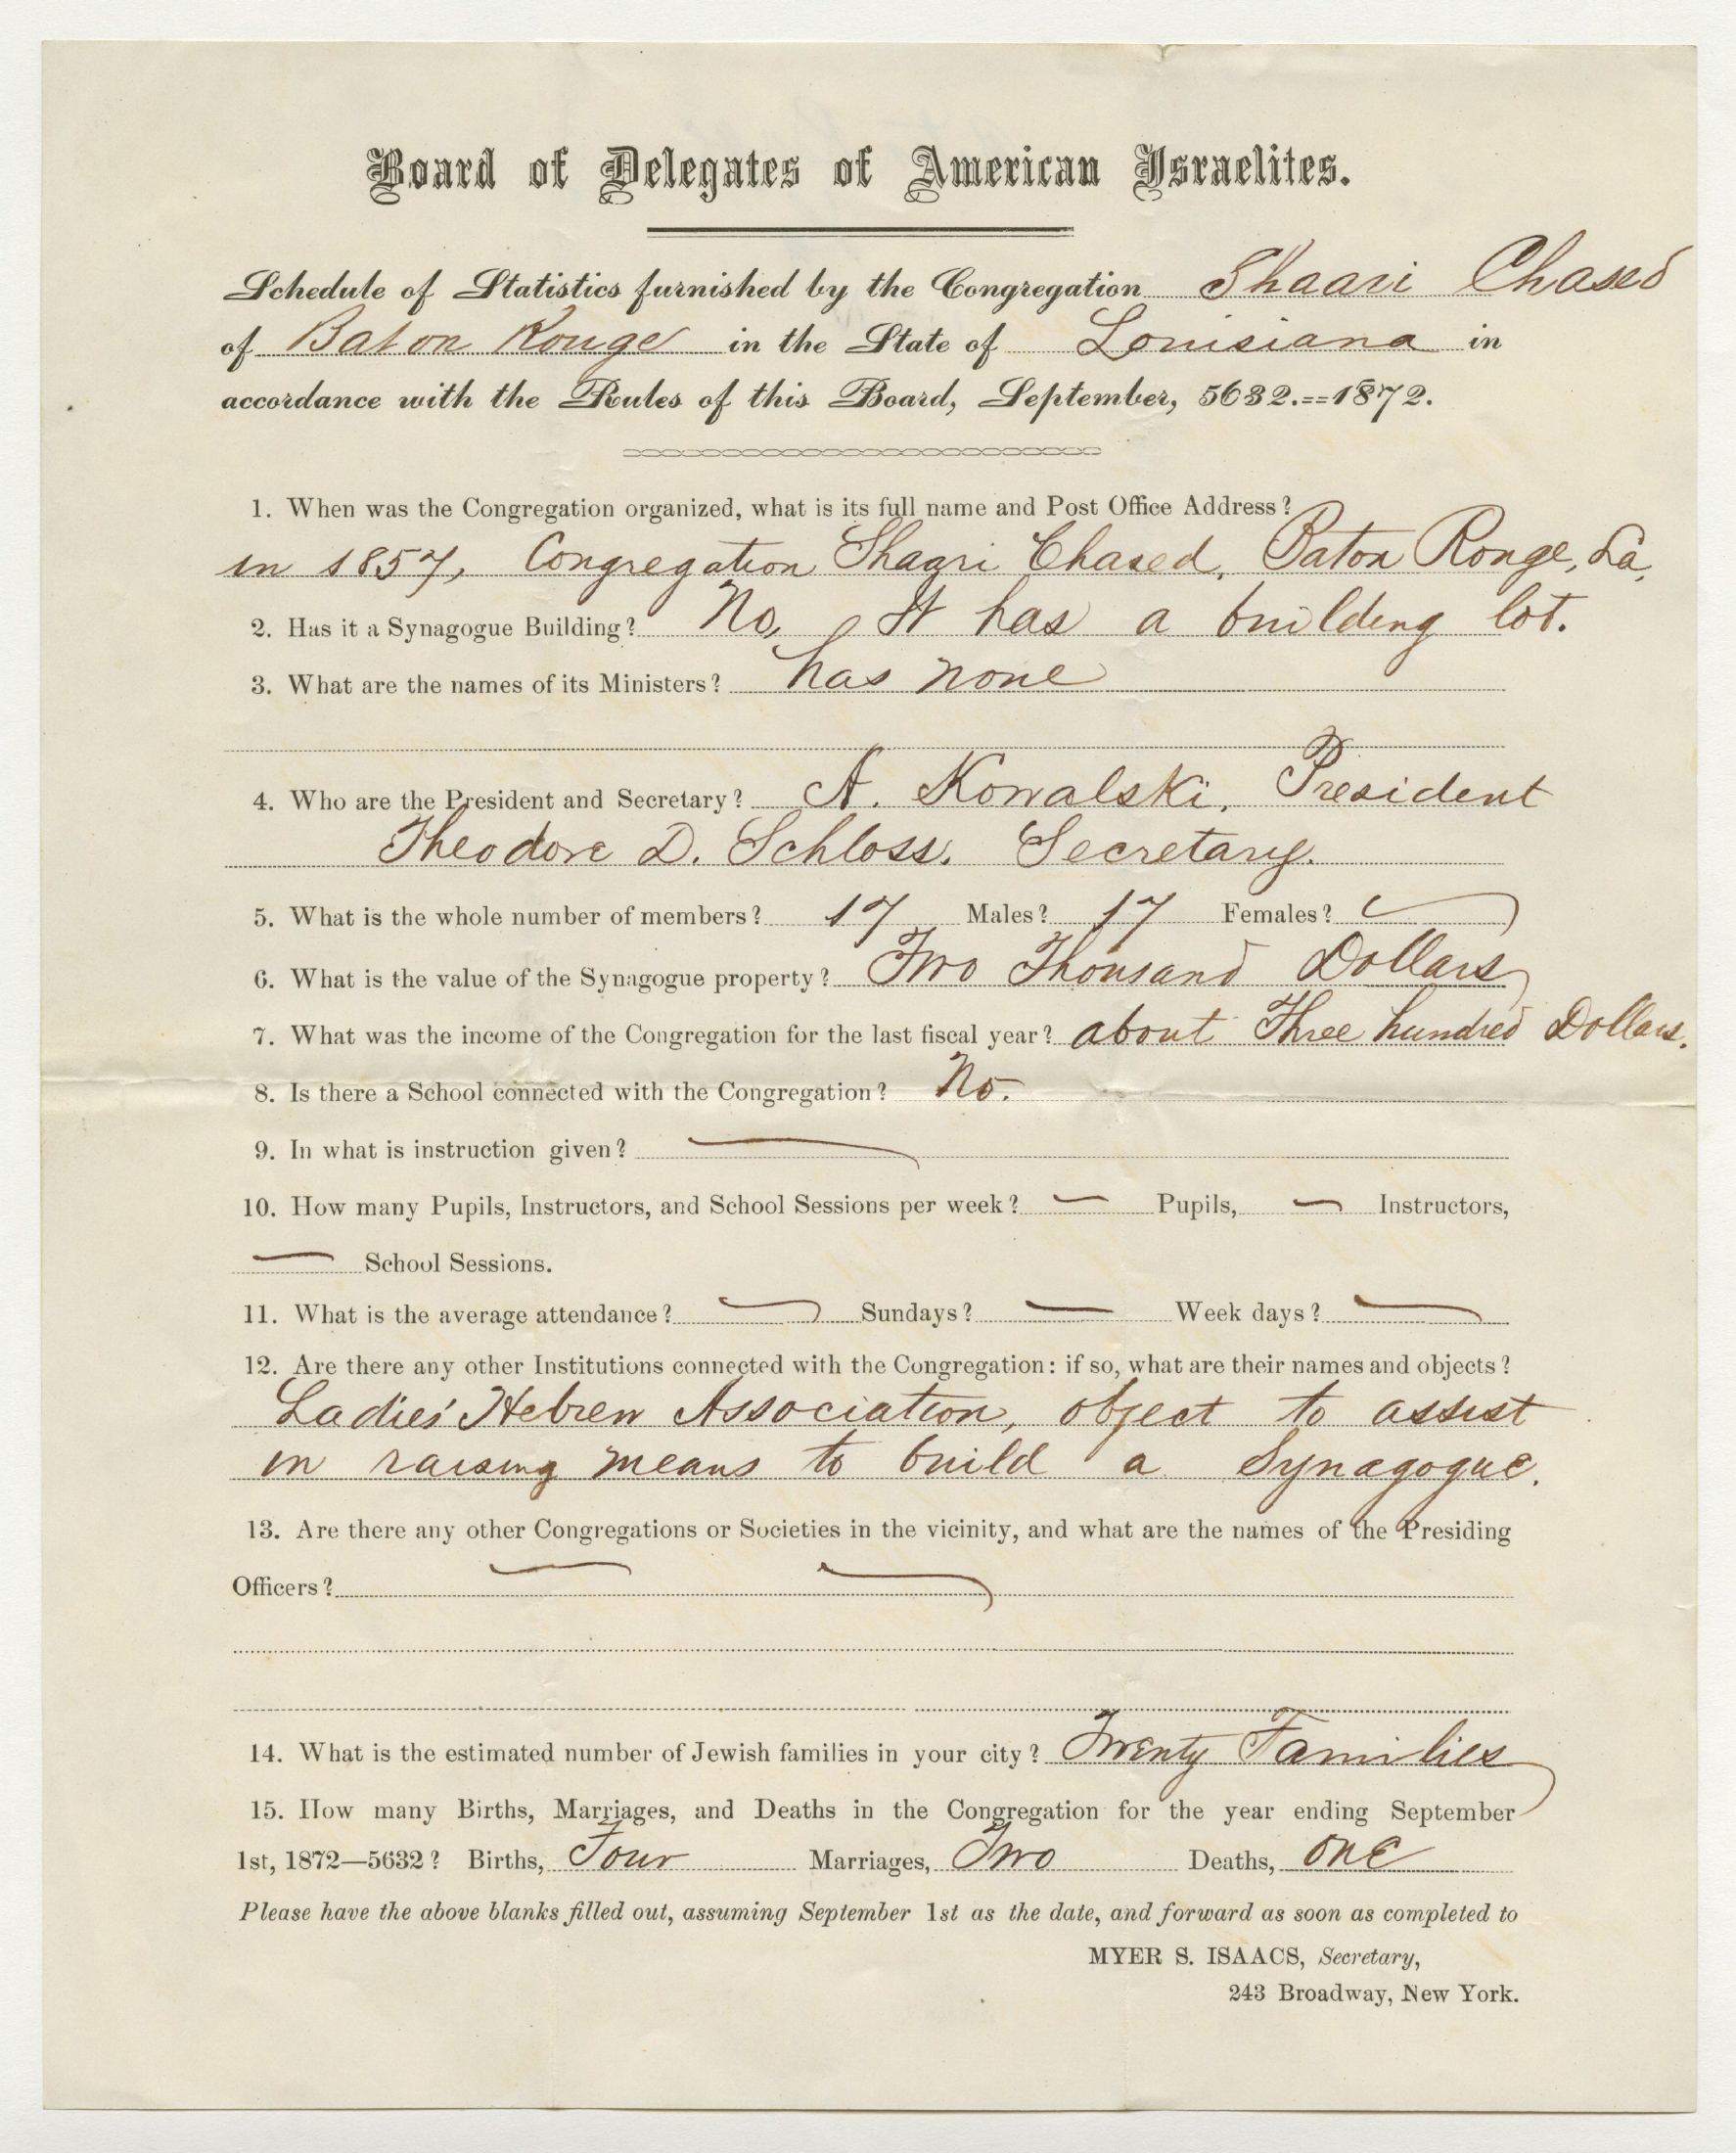 Board of Delegates of American Israelites.
Schedule of Statistics furnished by the Congregation Shaari Chased
of Baton Rouge in the State of Louisiana in
accordance with the Rules of this Board, September, 5632.==1872.
1. When was the Congregation organized, what is its full name and Post Office Address?
in 1857, Congregation Shaari Chased, Baton Rouge, La,
2. Has it a Synagogue Building? No, It has a building lot.
3. What are the names of its Ministers? has none
4. Who are the President and Secretary? A. Kowalski, President
Theodore D. Schloss. Secretary.
5. What is the whole number of members? 17 Males? 17 Females? —
6. What is the value of the Synagogue property? Two Thousand Dollars
7. What was the income of the Congregation for the last fiscal year? about Three hundred Dollars.
8. Is there a School connected with the Congregation? No.
9. In what is instruction given? —
10. How many Pupils, Instructors, and School Sessions per week? — Pupils, — Instructors,
— School Sessions.
11. What is the average attendance? — Sundays? — Week days? —
12. Are there any other Institutions connected with the Congregation: if so, what are their names and objects?
Ladies' Hebrew Association, object to assist
in raising means to build a Synagogue.
13. Are there any other Congregations or Societies in the vicinity, and what are the names of the Presiding
Officers? — —
14. What is the estimated number of Jewish families in your city? Twenty Families
15. How many Births, Marriages, and Deaths in the Congregation for the year ending September
1st, 1872—5632? Births, Four Marriages, Two Deaths, one
Please have the above blanks filled out, assuming September 1st as the date, and forward as soon as completed to
MYER S. ISAACS, Secretary,
243 Broadway, New York.